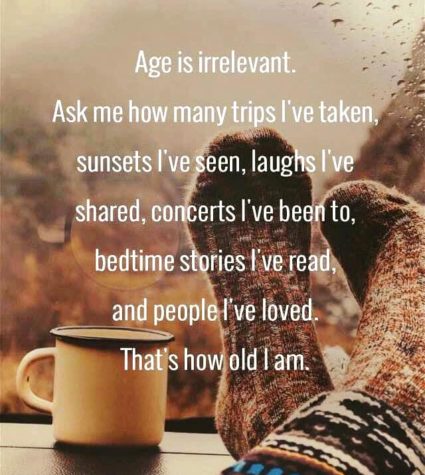 Age is irrelevant.
Ask me how many trips I've taken,
sunsets I've seen, laughs I've
shared, concerts I've been to,
bedtime stories I've read,
and people I've loved.
That's how old I am.